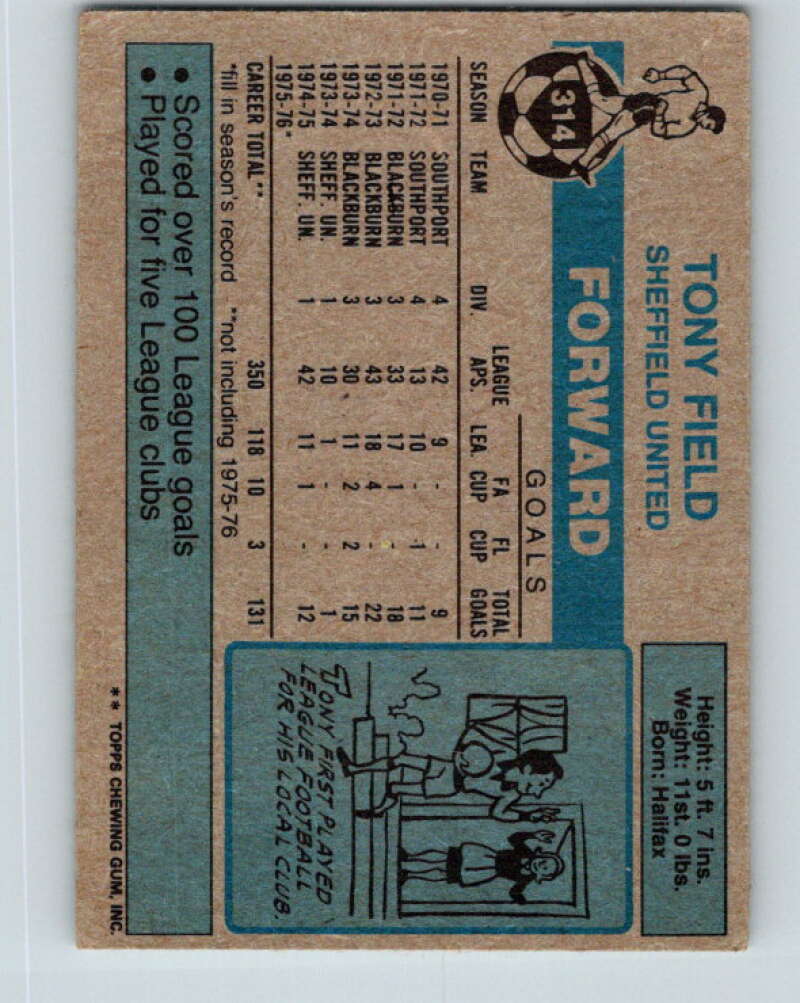 314
TONY FIELD
SHEFFIELD UNITED
FORWARD
Height: 5 ft. 7 ins.
Weight: 11st. 0 lbs.
Born: Halifax
GOALS
LEAGUE FA FL TOTAL
SEASON TEAM DIV. APS. LEA. CUP CUP GOALS
1970-71 SOUTHPORT 4 42 9 - - 9
1971-72 SOUTHPORT 4 13 10 - 1 11
1971-72 BLACKBURN 3 33 17 1 - 18
1972-73 BLACKBURN 3 43 18 4 - 22
1973-74 BLACKBURN 3 30 11 2 2 15
1973-74 SHEFF. UN. 1 10 1 - - 1
1974-75 SHEFF. UN. 1 42 11 1 - 12
1975-76*
CAREER TOTAL** 350 118 10 3 131
*fill in season's record **not including 1975-76
TONY FIRST PLAYED
LEAGUE FOOTBALL
FOR HIS LOCAL CLUB.
• Scored over 100 League goals
• Played for five League clubs
** TOPPS CHEWING GUM, INC.